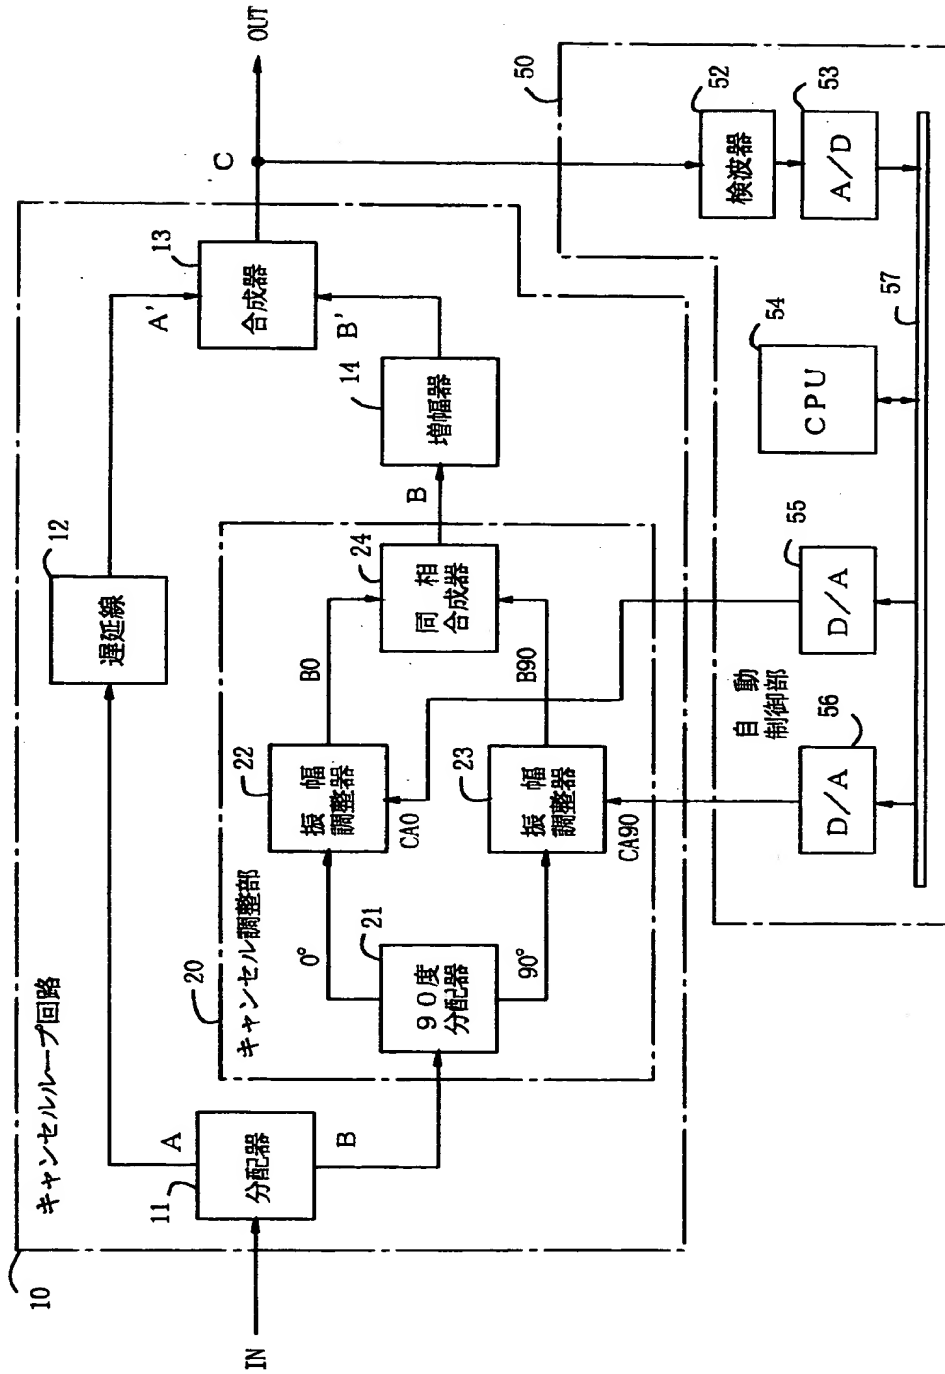 10
キャンセルループ回路
IN
11
分配器
A
B
12
遅延線
20
キャンセル調整部
21
90度
分配器
0°
90°
22
振幅
調整器
CA0
23
振幅
調整器
CA90
B0
B90
24
同相
合成器
B
14
増幅器
A'
B'
13
合成器
C
OUT
50
自動
制御部
52
検波器
53
A/D
54
CPU
55
D/A
56
D/A
57